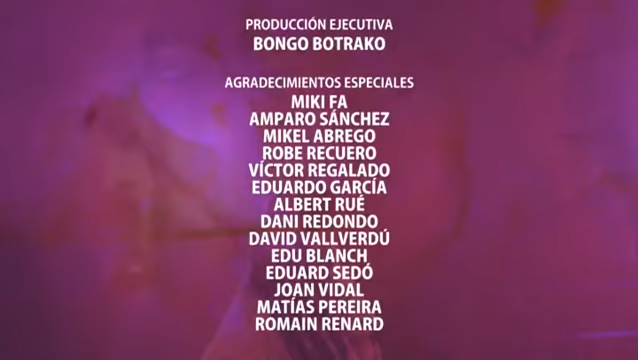 PRODUCCIÓN EJECUTIVA
BONGO BOTRAKO
AGRADECIMIENTOS ESPECIALES
MIKI FA
AMPARO SÁNCHEZ
MIKEL ABREGO
ROBE RECUERO
VÍCTOR REGALADO
EDUARDO GARCÍA
ALBERT RUÉ
DANI REDONDO
DAVID VALLVERDÚ
EDU BLANCH
EDUARD SEDÓ
JOAN VIDAL
MATÍAS PEREIRA
ROMAIN RENARD